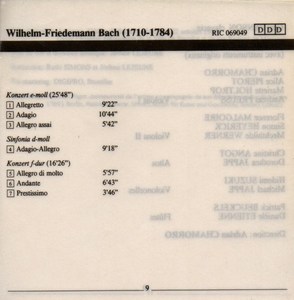 Wilhelm-Friedemann Bach (1710-1784) RIC 069049 DDD
Konzert e-moll (25'48")
1 Allegretto 9'22"
2 Adagio 10'44"
3 Allegro assai 5'42"
Sinfonia d-moll
4 Adagio-Allegro 9'18"
Konzert f-dur (16'26")
5 Allegro di molto 5'57"
6 Andante 6'43"
7 Prestissimo 3'46"
9